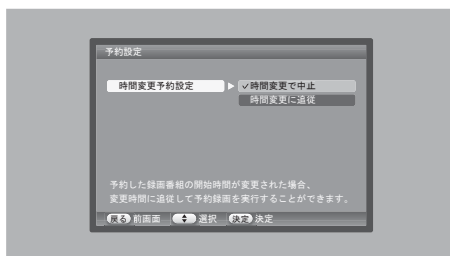 予約設定
時間変更予約設定 ▶ ✓時間変更で中止
時間変更に追従
予約した録画番組の開始時間が変更された場合、
変更時間に追従して予約録画を実行することができます。
戻る 前画面 選択 決定 決定